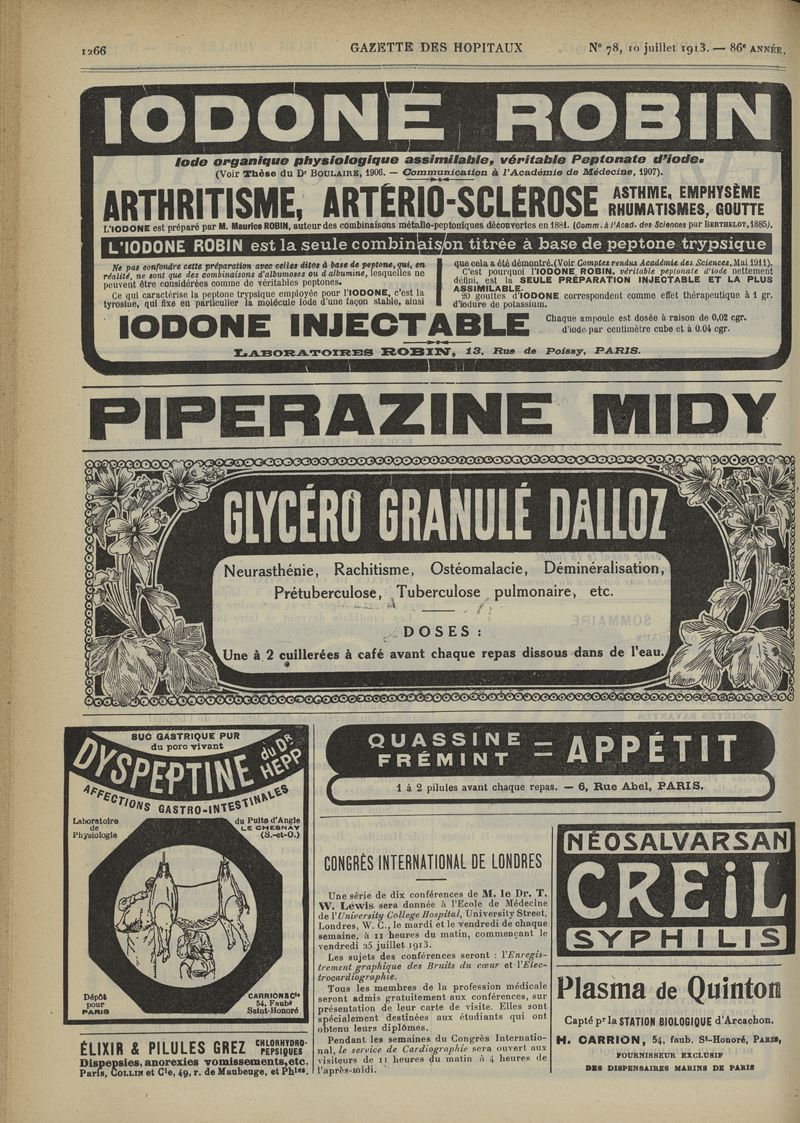 1266
GAZETTE DES HOPITAUX
N° 78, 10 juillet 1913. — 86e ANNÉE.
IODONE ROBIN
Iode organique physiologique assimilable, véritable Peptonate d'iode.
(Voir Thèse du Dr BOULAIRE, 1906. — Communication à l'Académie de Médecine, 1907).
ARTHRITISME, ARTÉRIO-SCLÉROSE
ASTHME, EMPHYSÈME
RHUMATISMES, GOUTTE
L'IODONE est préparé par M. Maurice ROBIN, auteur des combinaisons métallo-peptoniques découvertes en 1881. (Comm. à l'Acad. des Sciences par BERTHELOT, 1885).
L'IODONE ROBIN est la seule combinaison titrée à base de peptone trypsique
Ne pas confondre cette préparation avec celles dites à base de peptone, qui, en
réalité, ne sont que des combinaisons d'albumoses ou d'albumine, lesquelles ne
peuvent être considérées comme de véritables peptones.
Ce qui caractérise la peptone trypsique employée pour l'IODONE, c'est la
tyrosine, qui fixe en particulier la molécule iode d'une façon stable, ainsi
que cela a été démontré. (Voir Comptes rendus Académie des Sciences, Mai 1911).
C'est pourquoi l'IODONE ROBIN, véritable peptonate d'iode nettement
défini, est la SEULE PRÉPARATION INJECTABLE ET LA PLUS
ASSIMILABLE.
20 gouttes d'IODONE correspondent comme effet thérapeutique à 1 gr.
d'iodure de potassium.
IODONE INJECTABLE
Chaque ampoule est dosée à raison de 0,02 cgr.
d'iode par centimètre cube et à 0.04 cgr.
LABORATOIRES ROBIN, 13, Rue de Poissy, PARIS.
PIPERAZINE MIDY
GLYCÉRO GRANULÉ DALLOZ
Neurasthénie, Rachitisme, Ostéomalacie, Déminéralisation,
Prétuberculose, Tuberculose pulmonaire, etc.
DOSES :
Une à 2 cuillerées à café avant chaque repas dissous dans de l'eau.
SUC GASTRIQUE PUR
du porc vivant
DYSPEPTINE du Dr HEPP
AFFECTIONS GASTRO-INTESTINALES
Laboratoire
de
Physiologie
du Puits d'Angle
LE CHESNAY
(S.-et-O.)
Dépôt
pour
PARIS
CARRION & Cie
54, Faubg
Saint-Honoré
ÉLIXIR & PILULES GREZ CHLORHYDRO-
PEPSIQUES
Dispepsies, anorexies vomissements, etc.
Paris, COLLIN et Cie, 49, r. de Maubeuge, et Phies.
QUASSINE
FRÉMINT
= APPÉTIT
1 à 2 pilules avant chaque repas. — 6, Rue Abel, PARIS.
CONGRÈS INTERNATIONAL DE LONDRES
Une série de dix conférences de M. le Dr. T.
W. Lewis sera donnée à l'Ecole de Médecine
de l'University College Hospital, University Street,
Londres, W. C., le mardi et le vendredi de chaque
semaine, à 11 heures du matin, commençant le
vendredi 25 juillet 1913.
Les sujets des conférences seront : l'Enregis-
trement graphique des Bruits du cœur et l'Elec-
trocardiographie.
Tous les membres de la profession médicale
seront admis gratuitement aux conférences, sur
présentation de leur carte de visite. Elles sont
spécialement destinées aux étudiants qui ont
obtenu leurs diplômes.
Pendant les semaines du Congrès Internatio-
nal, le service de Cardiographie sera ouvert aux
visiteurs de 11 heures du matin à 4 heures de
l'après-midi.
NÉOSALVARSAN
CREiL
SYPHILIS
Plasma de Quinton
Capté pr la STATION BIOLOGIQUE d'Arcachon.
H. CARRION, 54, faub. St-Honoré, PARIS,
FOURNISSEUR EXCLUSIF
DES DISPENSAIRES MARINS DE PARIS